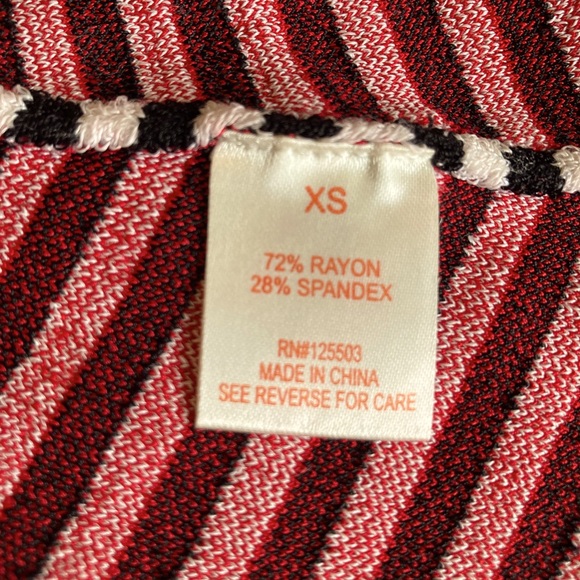 XS
72% RAYON
28% SPANDEX
RN#125503
MADE IN CHINA
SEE REVERSE FOR CARE